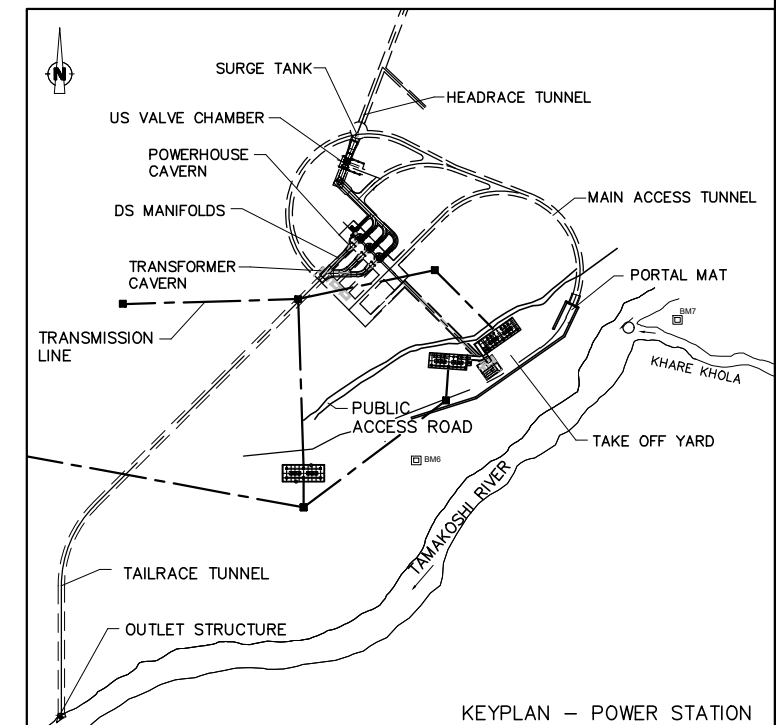 N
SURGE TANK
HEADRACE TUNNEL
US VALVE CHAMBER
POWERHOUSE
CAVERN
MAIN ACCESS TUNNEL
DS MANIFOLDS
TRANSFORMER
CAVERN
PORTAL MAT
BM7
TRANSMISSION
LINE
KHARE KHOLA
PUBLIC
ACCESS ROAD
TAKE OFF YARD
BM6
TAMAKOSHI RIVER
TAILRACE TUNNEL
OUTLET STRUCTURE
KEYPLAN – POWER STATION